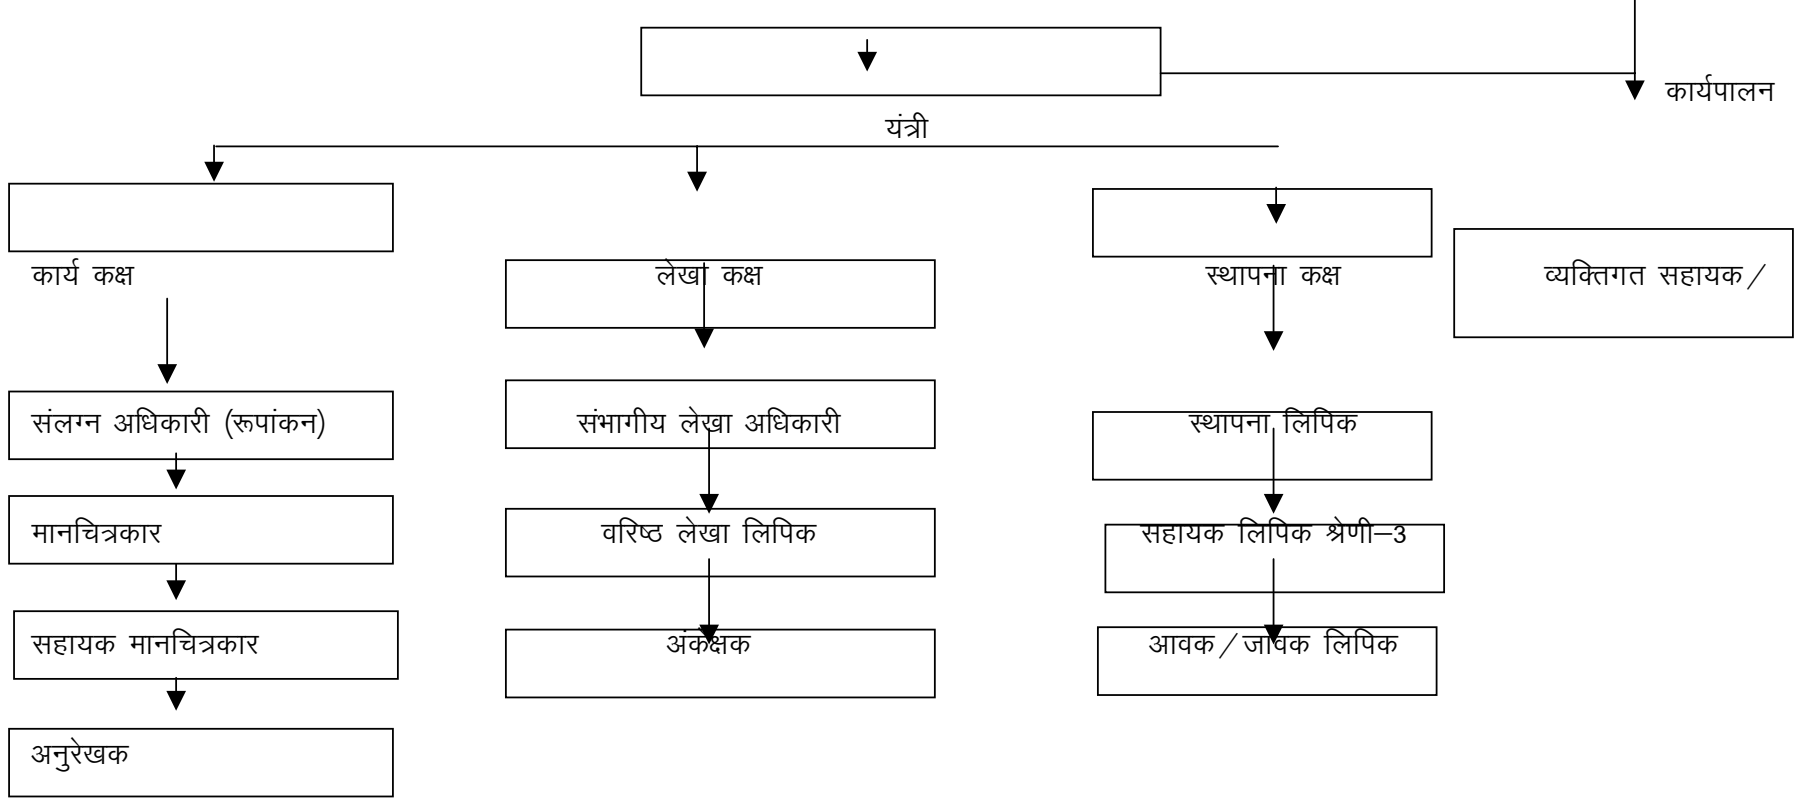 कार्यपालन
यंत्री
कार्य कक्ष लेखा कक्ष स्थापना कक्ष व्यक्तिगत सहायक/
संलग्न अधिकारी (रूपांकन) संभागीय लेखा अधिकारी स्थापना लिपिक
मानचित्रकार वरिष्ठ लेखा लिपिक सहायक लिपिक श्रेणी–3
सहायक मानचित्रकार अंकेक्षक आवक/जावक लिपिक
अनुरेखक